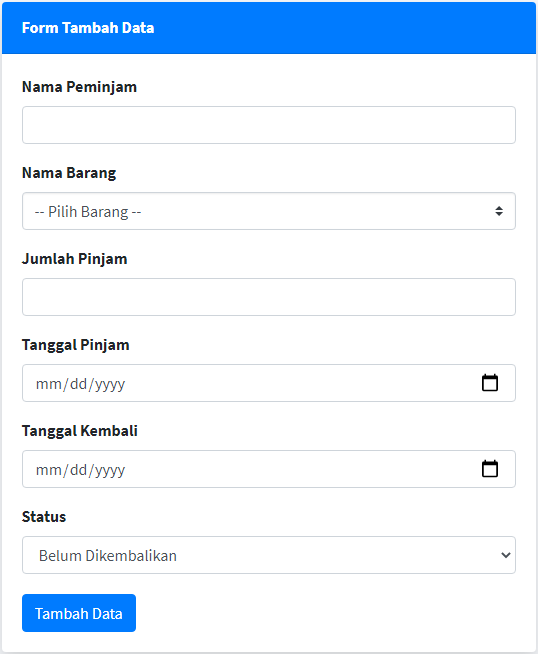 Form Tambah Data
Nama Peminjam
Nama Barang
-- Pilih Barang --
Jumlah Pinjam
Tanggal Pinjam
mm/dd/yyyy
Tanggal Kembali
mm/dd/yyyy
Status
Belum Dikembalikan
Tambah Data